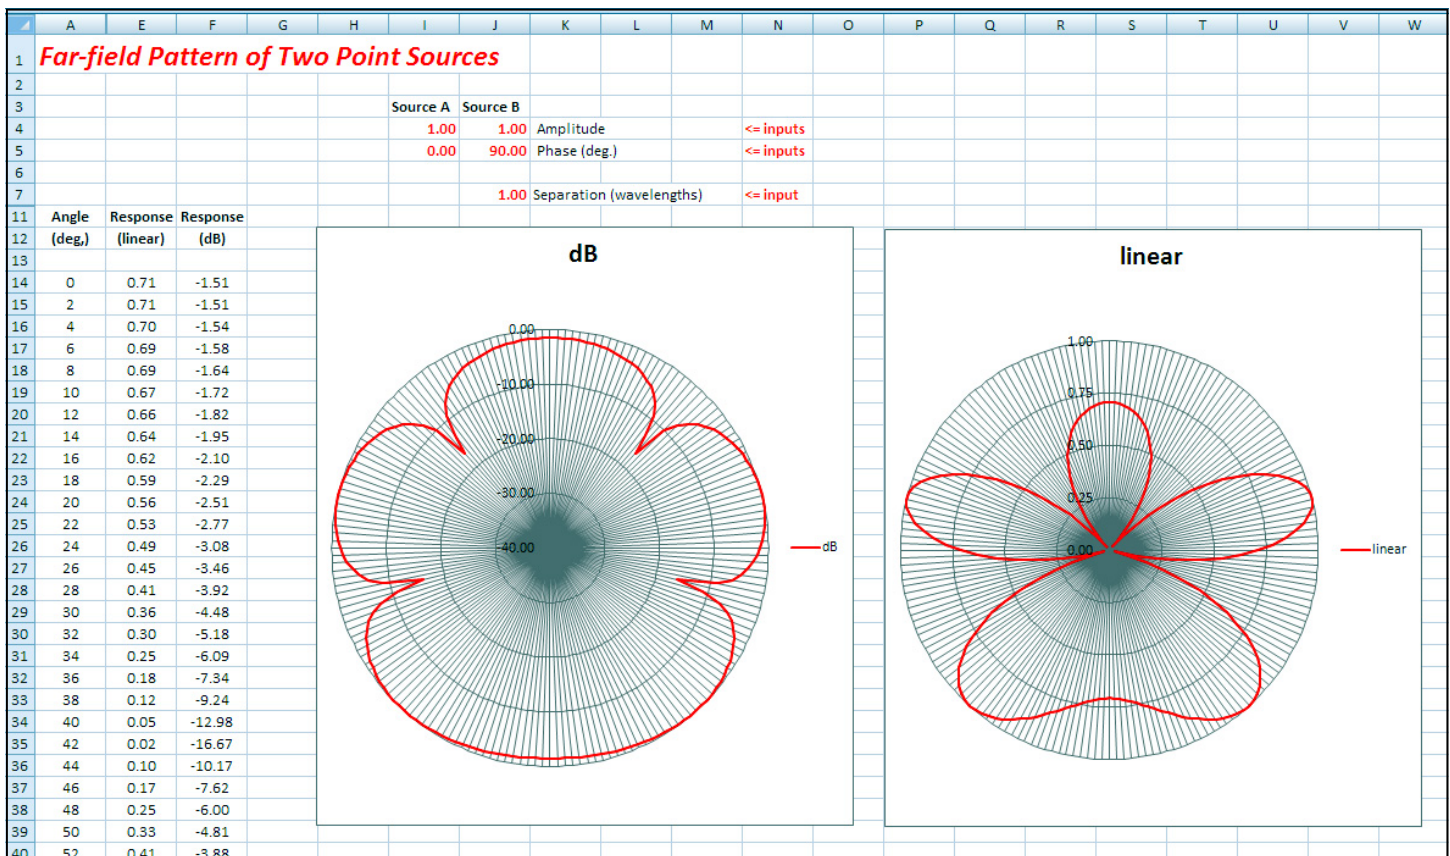 A E F G H I J K L M N O P Q R S T U V W
1 Far-field Pattern of Two Point Sources
2
3 Source A Source B
4 1.00 1.00 Amplitude <= inputs
5 0.00 90.00 Phase (deg.) <= inputs
6
7 1.00 Separation (wavelengths) <= input
11 Angle Response Response
12 (deg,) (linear) (dB)
13
14 0 0.71 -1.51
15 2 0.71 -1.51
16 4 0.70 -1.54
17 6 0.69 -1.58
18 8 0.69 -1.64
19 10 0.67 -1.72
20 12 0.66 -1.82
21 14 0.64 -1.95
22 16 0.62 -2.10
23 18 0.59 -2.29
24 20 0.56 -2.51
25 22 0.53 -2.77
26 24 0.49 -3.08
27 26 0.45 -3.46
28 28 0.41 -3.92
29 30 0.36 -4.48
30 32 0.30 -5.18
31 34 0.25 -6.09
32 36 0.18 -7.34
33 38 0.12 -9.24
34 40 0.05 -12.98
35 42 0.02 -16.67
36 44 0.10 -10.17
37 46 0.17 -7.62
38 48 0.25 -6.00
39 50 0.33 -4.81
40 52 0.41 -3.88
dB
0.00
-10.00
-20.00
-30.00
-40.00
dB
linear
1.00
0.75
0.50
0.25
0.00
linear